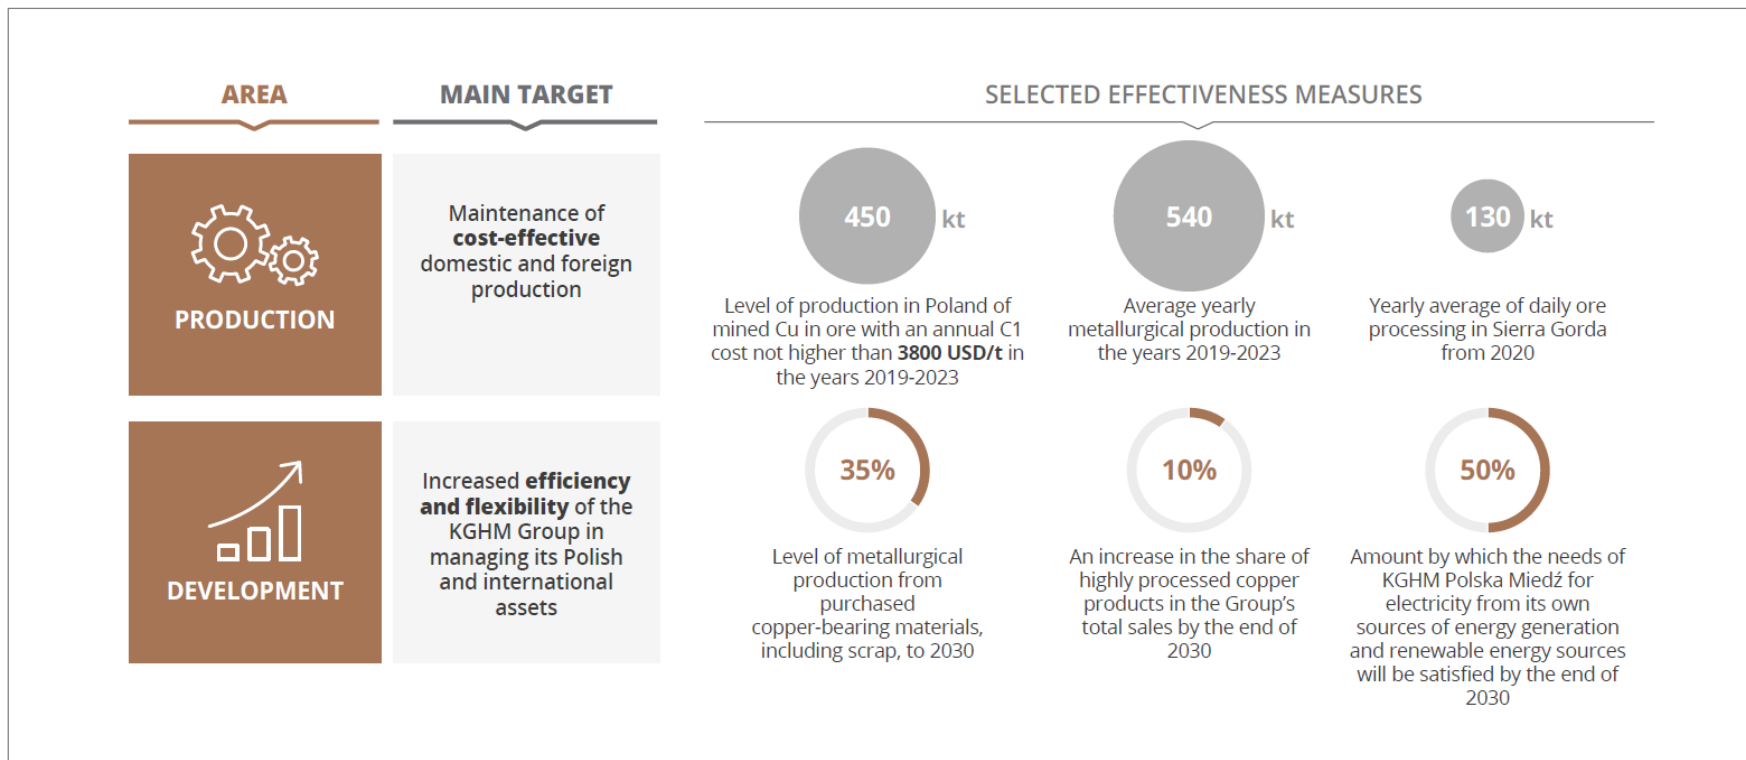 AREA
MAIN TARGET
SELECTED EFFECTIVENESS MEASURES
PRODUCTION
Maintenance of
cost-effective
domestic and foreign
production
450 kt
Level of production in Poland of
mined Cu in ore with an annual C1
cost not higher than 3800 USD/t in
the years 2019-2023
540 kt
Average yearly
metallurgical production in
the years 2019-2023
130 kt
Yearly average of daily ore
processing in Sierra Gorda
from 2020
DEVELOPMENT
Increased efficiency
and flexibility of the
KGHM Group in
managing its Polish
and international
assets
35%
Level of metallurgical
production from
purchased
copper-bearing materials,
including scrap, to 2030
10%
An increase in the share of
highly processed copper
products in the Group's
total sales by the end of
2030
50%
Amount by which the needs of
KGHM Polska Miedź for
electricity from its own
sources of energy generation
and renewable energy sources
will be satisfied by the end of
2030